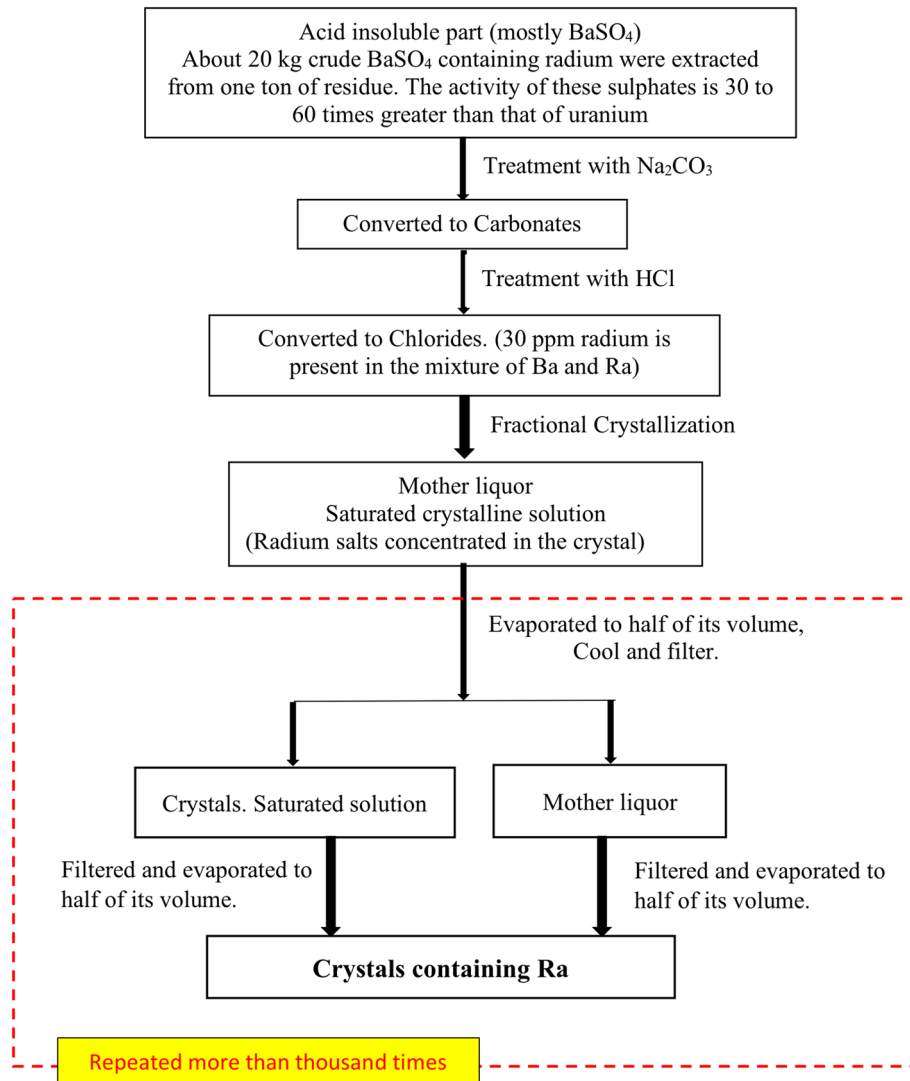 Acid insoluble part (mostly BaSO₄)
About 20 kg crude BaSO₄ containing radium were extracted
from one ton of residue. The activity of these sulphates is 30 to
60 times greater than that of uranium
Treatment with Na₂CO₃
Converted to Carbonates
Treatment with HCl
Converted to Chlorides. (30 ppm radium is
present in the mixture of Ba and Ra)
Fractional Crystallization
Mother liquor
Saturated crystalline solution
(Radium salts concentrated in the crystal)
Evaporated to half of its volume,
Cool and filter.
Crystals. Saturated solution
Mother liquor
Filtered and evaporated to
half of its volume.
Filtered and evaporated to
half of its volume.
Crystals containing Ra
Repeated more than thousand times